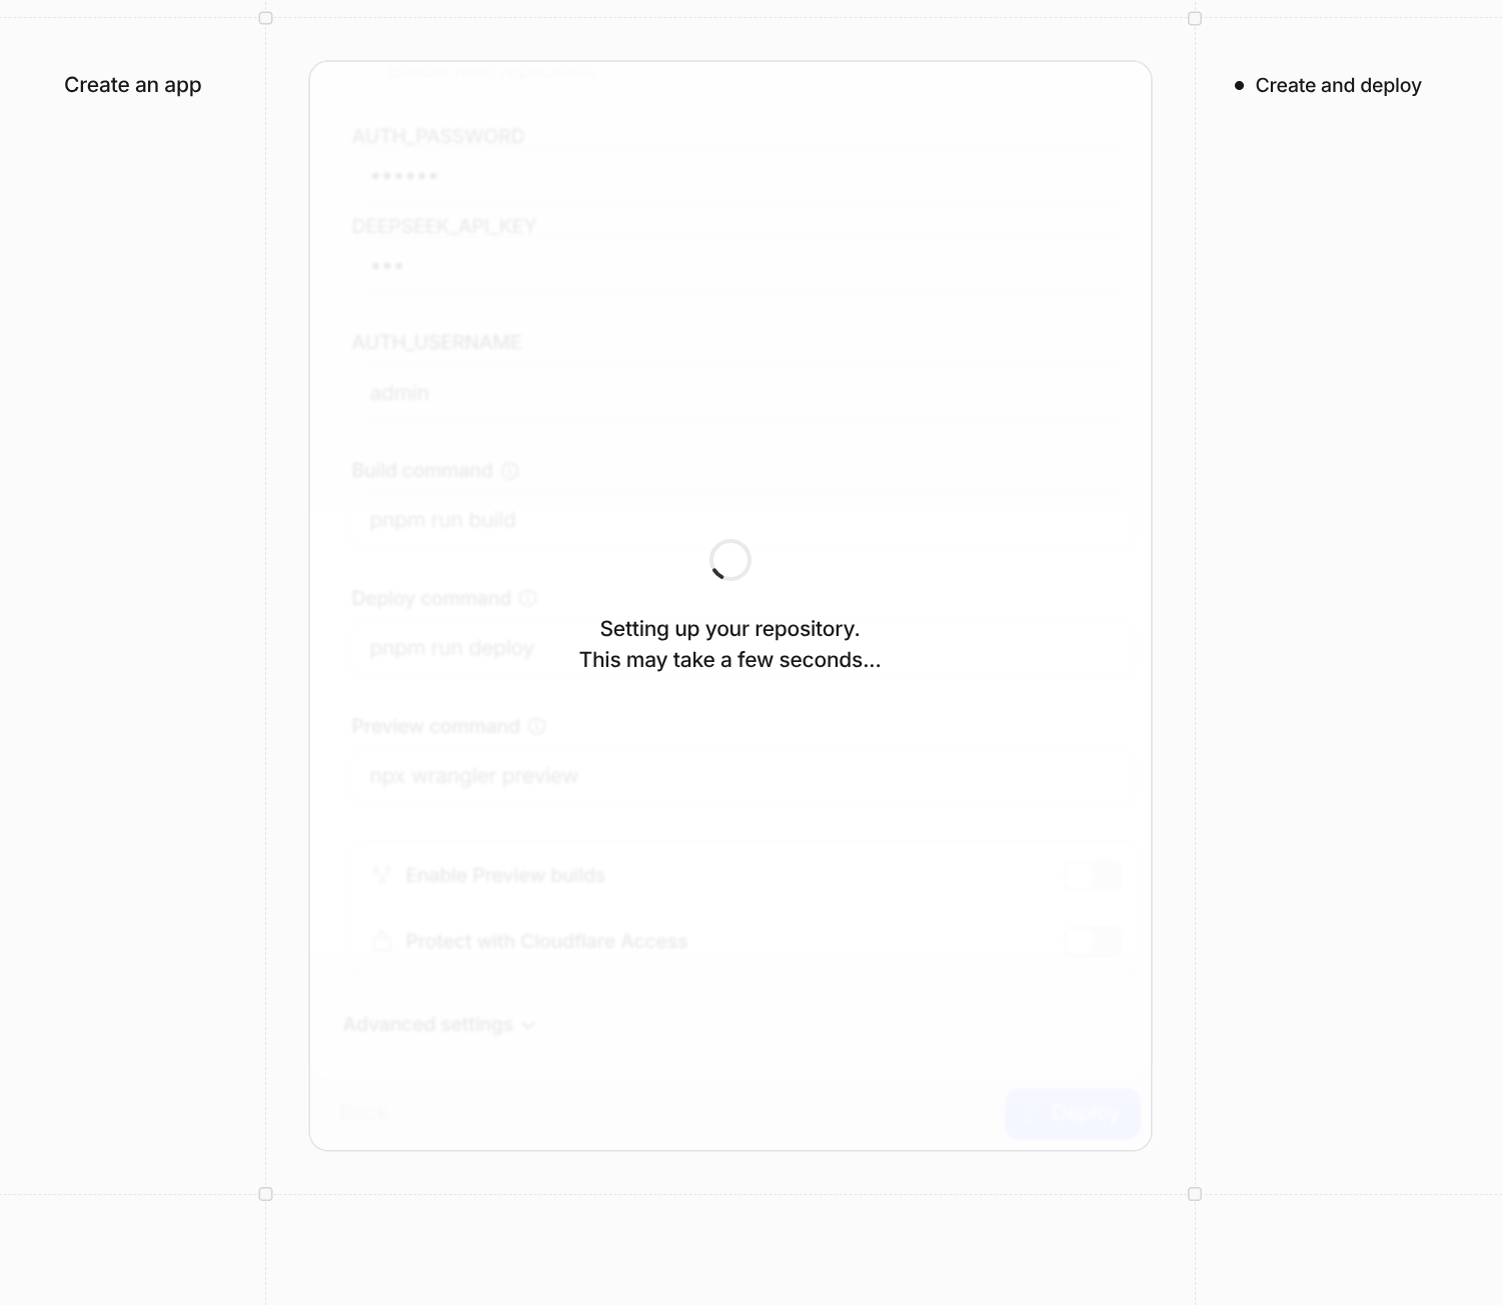 Create an app
Create and deploy
AUTH_PASSWORD
••••••
DEEPSEEK_API_KEY
•••
AUTH_USERNAME
admin
Build command
pnpm run build
Deploy command
pnpm run deploy
Setting up your repository.
This may take a few seconds...
Preview command
npx wrangler preview
Enable Preview builds
Protect with Cloudflare Access
Advanced settings
Back
Deploy